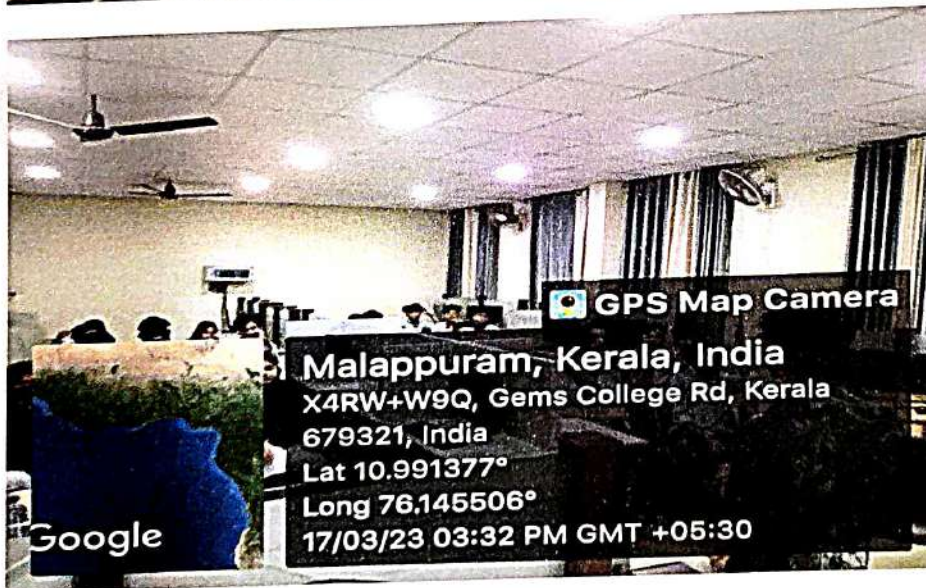 GPS Map Camera
Malappuram, Kerala, India
X4RW+W9Q, Gems College Rd, Kerala
679321, India
Lat 10.991377°
Long 76.145506°
17/03/23 03:32 PM GMT +05:30
Google